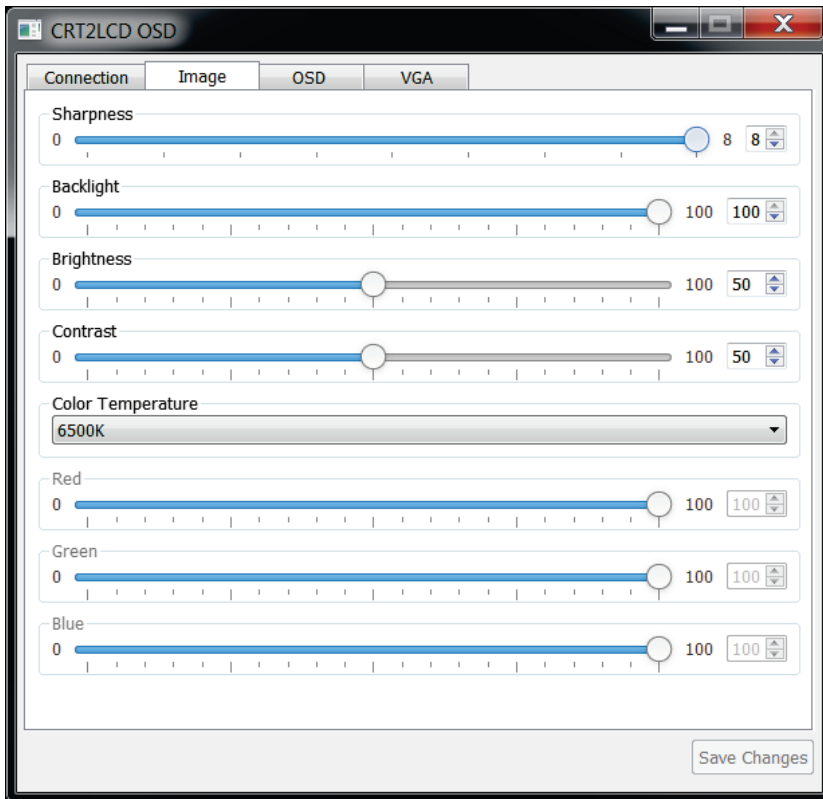 CRT2LCD OSD
Connection Image OSD VGA
Sharpness
0 8 8
Backlight
0 100 100
Brightness
0 100 50
Contrast
0 100 50
Color Temperature
6500K
Red
0 100 100
Green
0 100 100
Blue
0 100 100
Save Changes